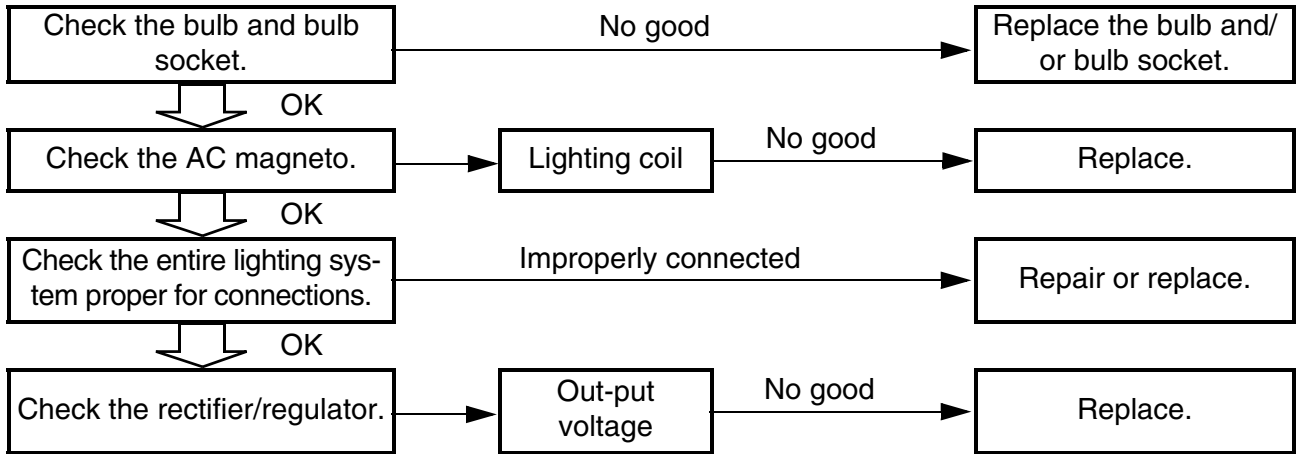 Check the bulb and bulb
socket.
No good
Replace the bulb and/
or bulb socket.
OK
Check the AC magneto.
Lighting coil
No good
Replace.
OK
Check the entire lighting sys-
tem proper for connections.
Improperly connected
Repair or replace.
OK
Check the rectifier/regulator.
Out-put
voltage
No good
Replace.